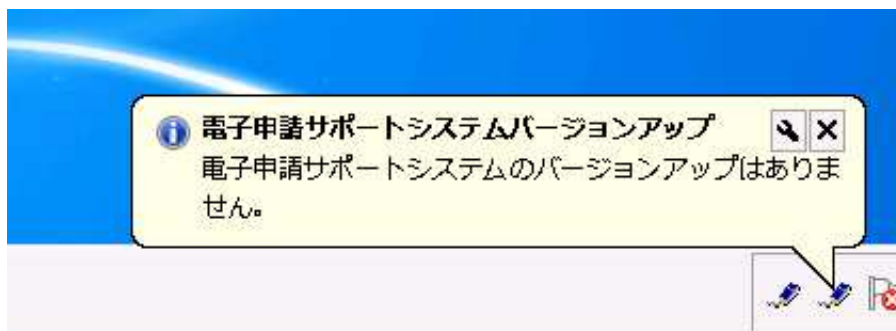 電子申請サポートシステムバージョンアップ
電子申請サポートシステムのバージョンアップはありま
せん。